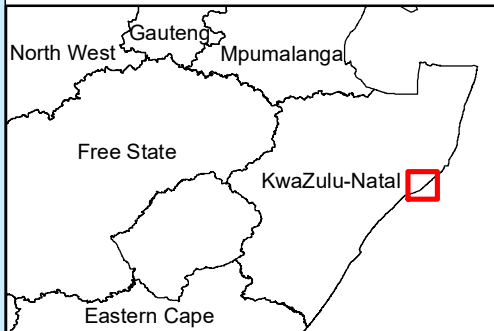 Gauteng
North West
Mpumalanga
Free State
KwaZulu-Natal
Eastern Cape